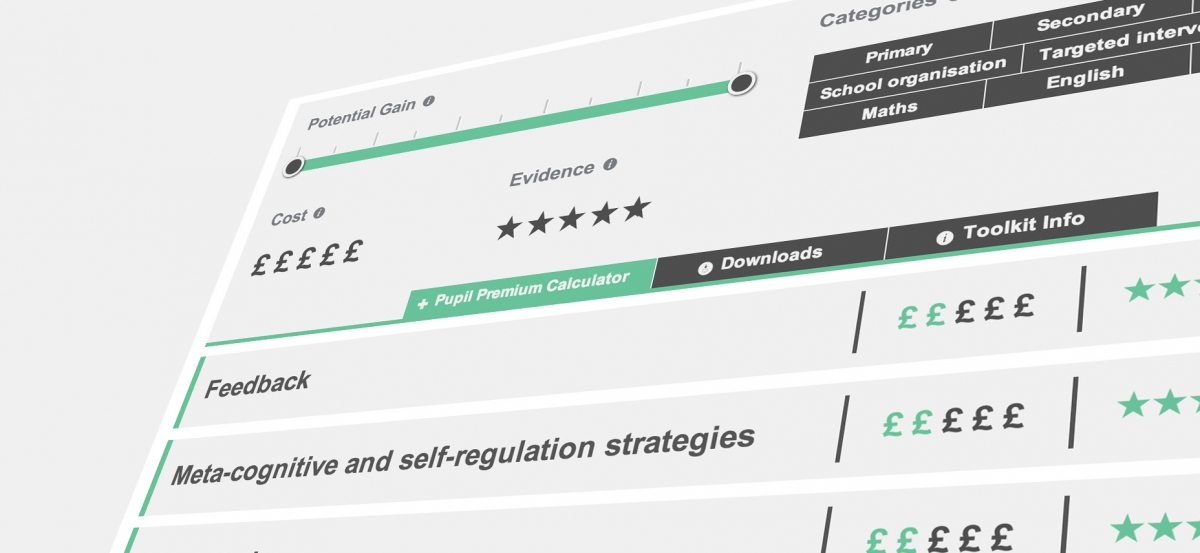 Categories
Primary
Secondary
School organisation
Targeted
Maths
English
Potential Gain i
Evidence i
Cost i
£££££
★★★★★
+ Pupil Premium Calculator
Downloads
i Toolkit Info
Feedback
£££££
Meta-cognitive and self-regulation strategies
£££££
£££££